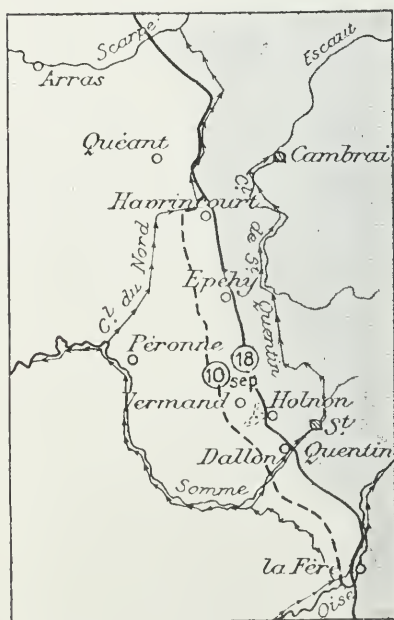 Scarpe
Escaut
Arras
Quéant
Cambrai
Cl. de St. Quentin
Havrincourt
Cl. du Nord
Epéhy
Péronne
18
10
sep
Vermand
Holnon
St.
Quentin
Dallon
Somme
la Fère
Oise